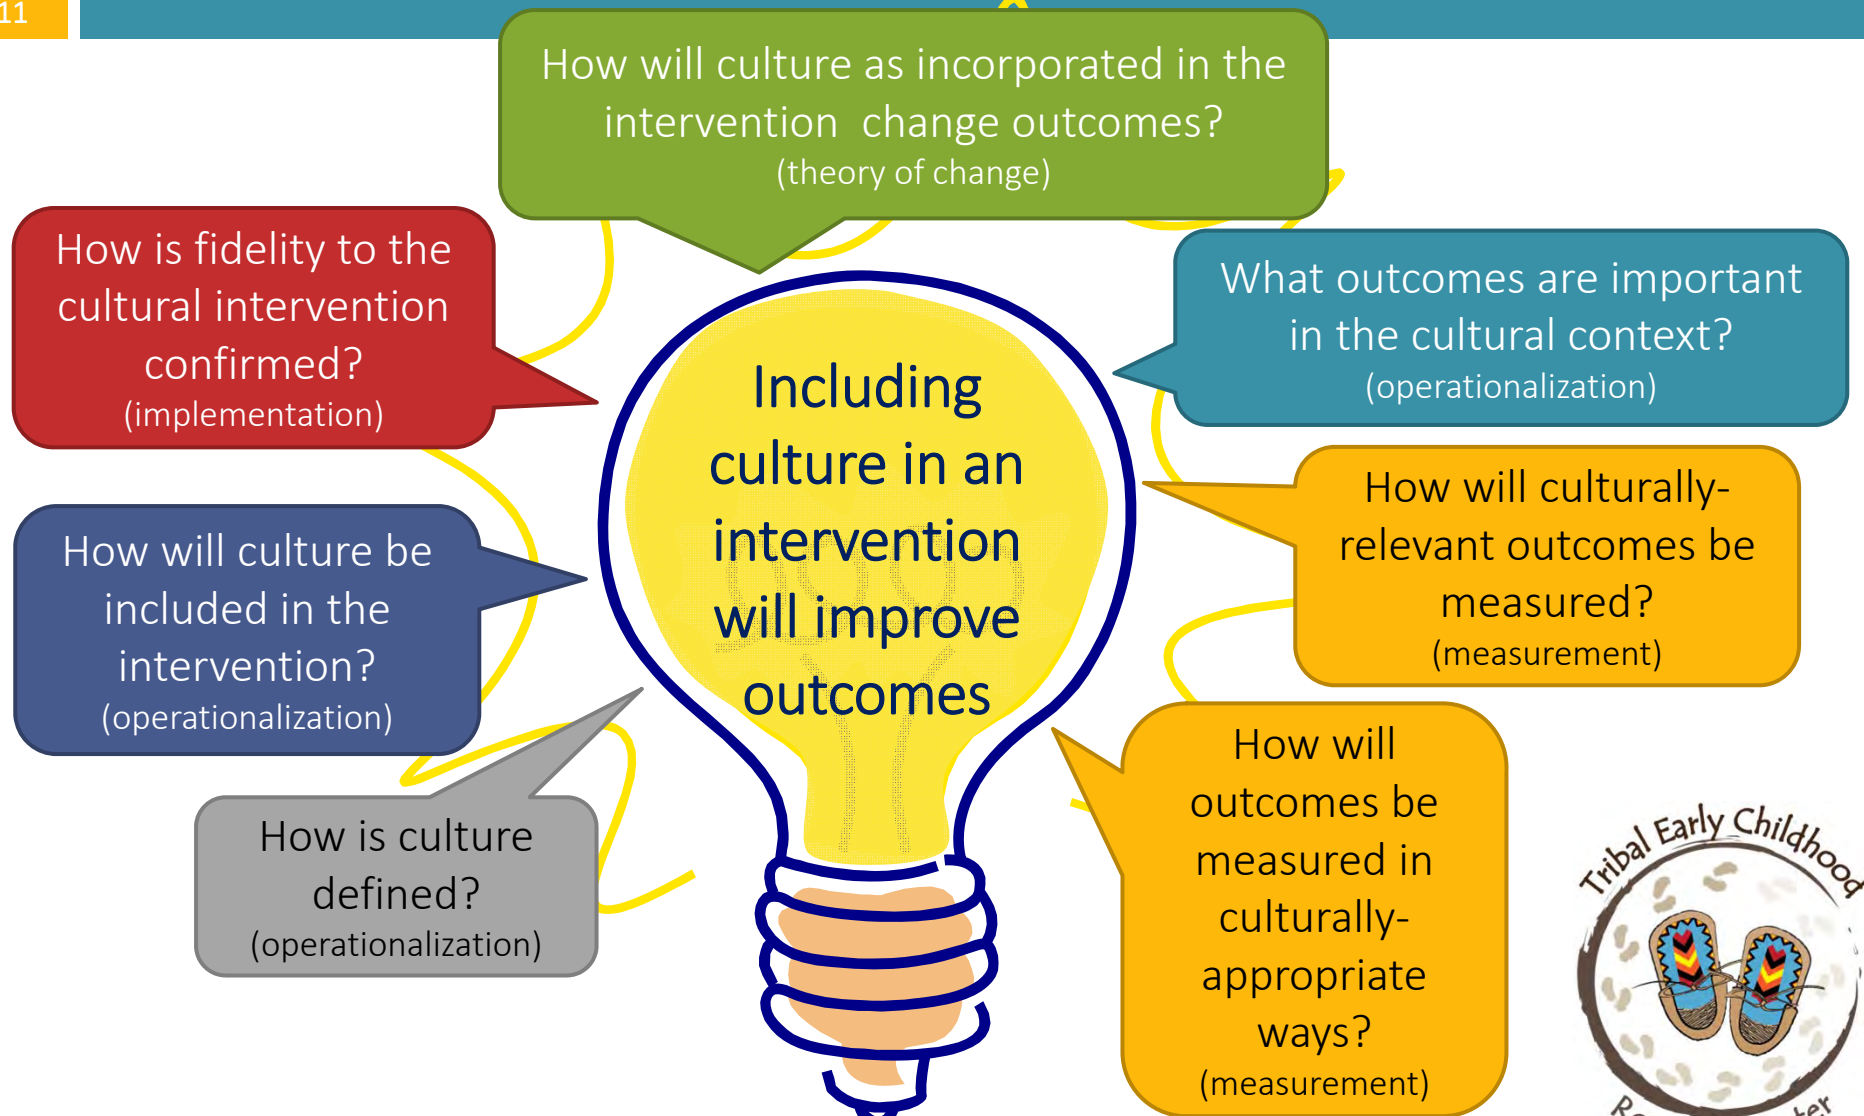 11
How will culture as incorporated in the
intervention  change outcomes?
(theory of change)
How is fidelity to the
cultural intervention
confirmed?
(implementation)
What outcomes are important
in the cultural context?
(operationalization)
Including
culture in an
intervention
will improve
outcomes
How will culturally-
relevant outcomes be
measured?
(measurement)
How will culture be
included in the
intervention?
(operationalization)
How will
outcomes be
measured in
culturally-
appropriate
ways?
(measurement)
How is culture
defined?
(operationalization)
Tribal Early Childhood